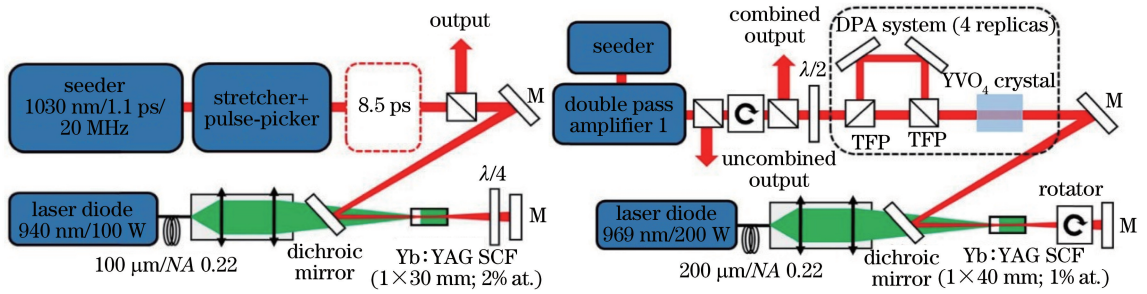 output
seeder
1030 nm/1.1 ps/
20 MHz
stretcher+
pulse-picker
8.5 ps
M
λ/4
laser diode
940 nm/100 W
M
100 μm/NA 0.22
dichroic
mirror
Yb:YAG SCF
(1×30 mm; 2% at.)
seeder
combined
output
DPA system (4 replicas)
λ/2
YVO4 crystal
double pass
amplifier 1
M
TFP
TFP
uncombined
output
rotator
laser diode
969 nm/200 W
M
200 μm/NA 0.22
dichroic
mirror
Yb:YAG SCF
(1×40 mm; 1% at.)